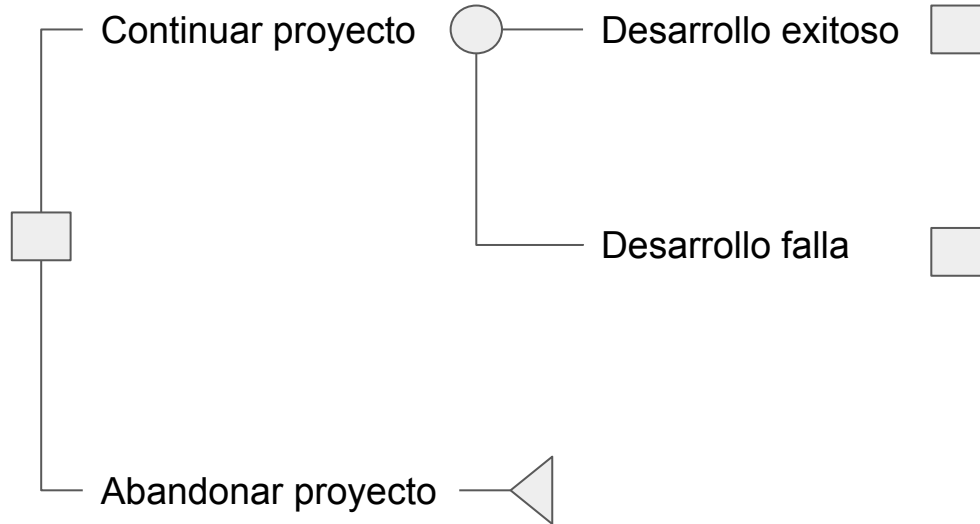 Continuar proyecto
Desarrollo exitoso
Desarrollo falla
Abandonar proyecto